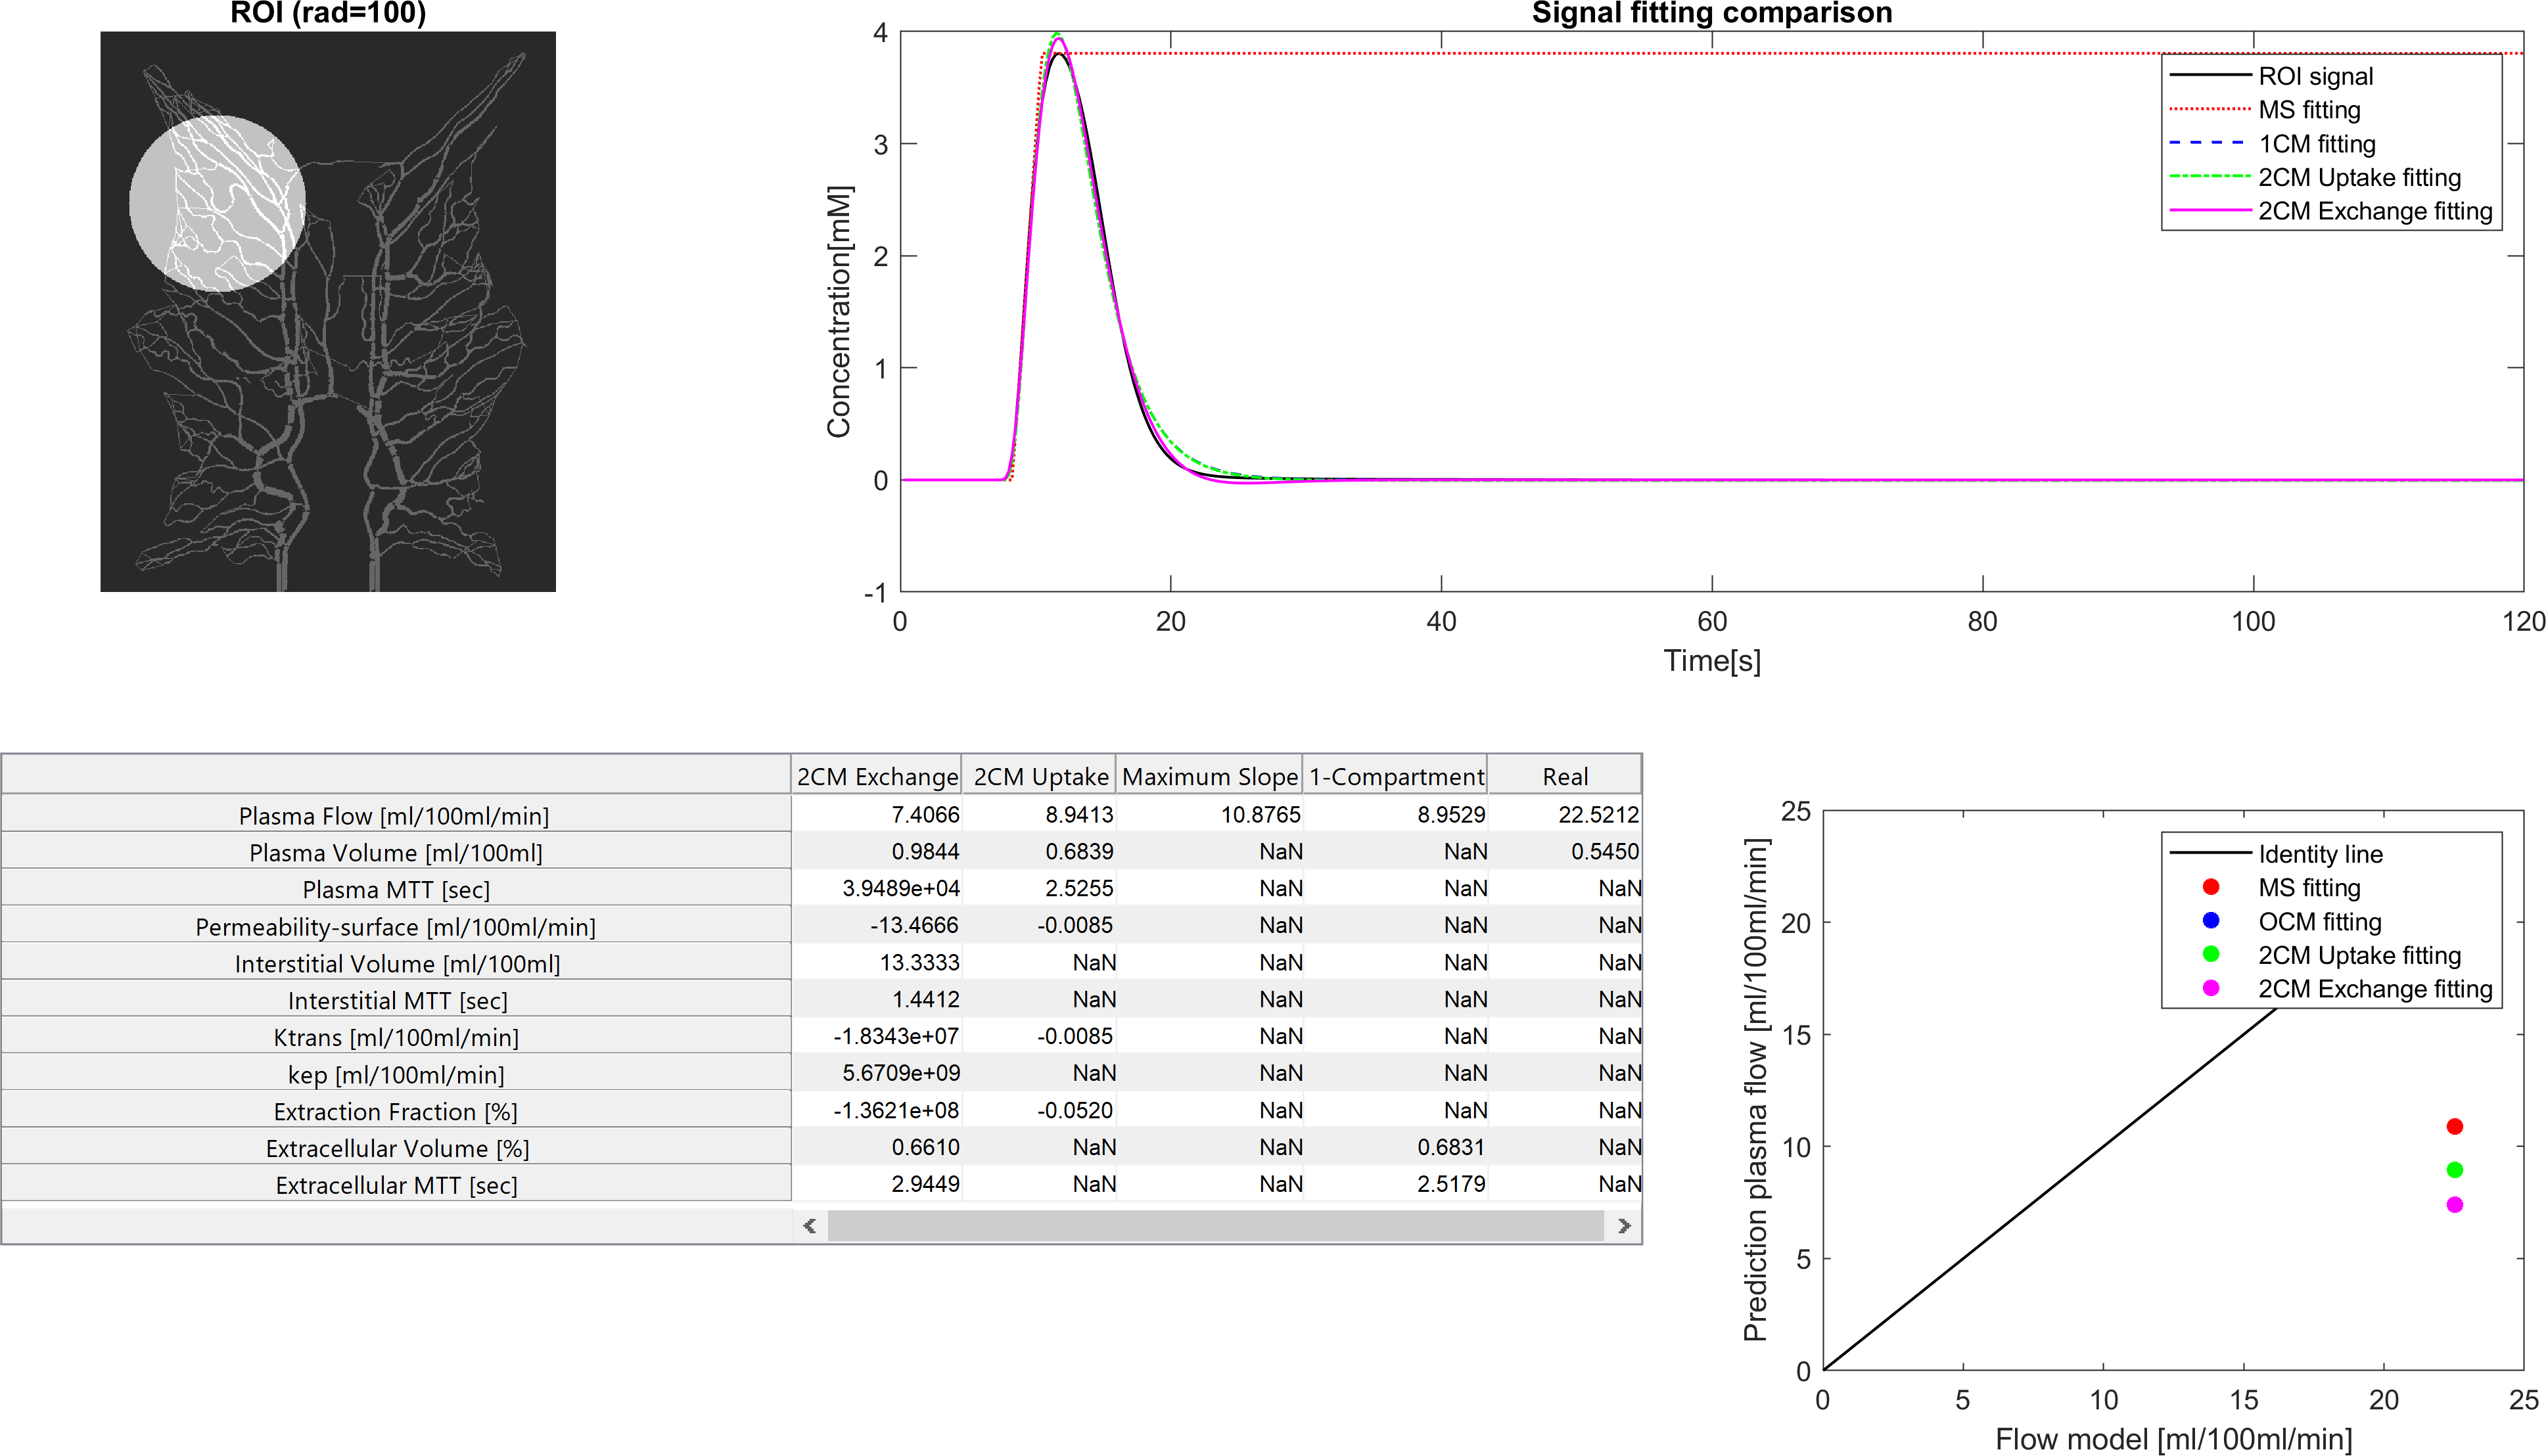 ROI (rad=100)
Signal fitting comparison
4
3
2
1
0
-1
Concentration[mM]
0 20 40 60 80 100 120
Time[s]
ROI signal
MS fitting
1CM fitting
2CM Uptake fitting
2CM Exchange fitting
2CM Exchange 2CM Uptake Maximum Slope 1-Compartment Real
Plasma Flow [ml/100ml/min] 7.4066 8.9413 10.8765 8.9529 22.5212
Plasma Volume [ml/100ml] 0.9844 0.6839 NaN NaN 0.5450
Plasma MTT [sec] 3.9489e+04 2.5255 NaN NaN NaN
Permeability-surface [ml/100ml/min] -13.4666 -0.0085 NaN NaN NaN
Interstitial Volume [ml/100ml] 13.3333 NaN NaN NaN NaN
Interstitial MTT [sec] 1.4412 NaN NaN NaN NaN
Ktrans [ml/100ml/min] -1.8343e+07 -0.0085 NaN NaN NaN
kep [ml/100ml/min] 5.6709e+09 NaN NaN NaN NaN
Extraction Fraction [%] -1.3621e+08 -0.0520 NaN NaN NaN
Extracellular Volume [%] 0.6610 NaN NaN 0.6831 NaN
Extracellular MTT [sec] 2.9449 NaN NaN 2.5179 NaN
25
20
15
10
5
0
Prediction plasma flow [ml/100ml/min]
0 5 10 15 20 25
Flow model [ml/100ml/min]
Identity line
MS fitting
OCM fitting
2CM Uptake fitting
2CM Exchange fitting